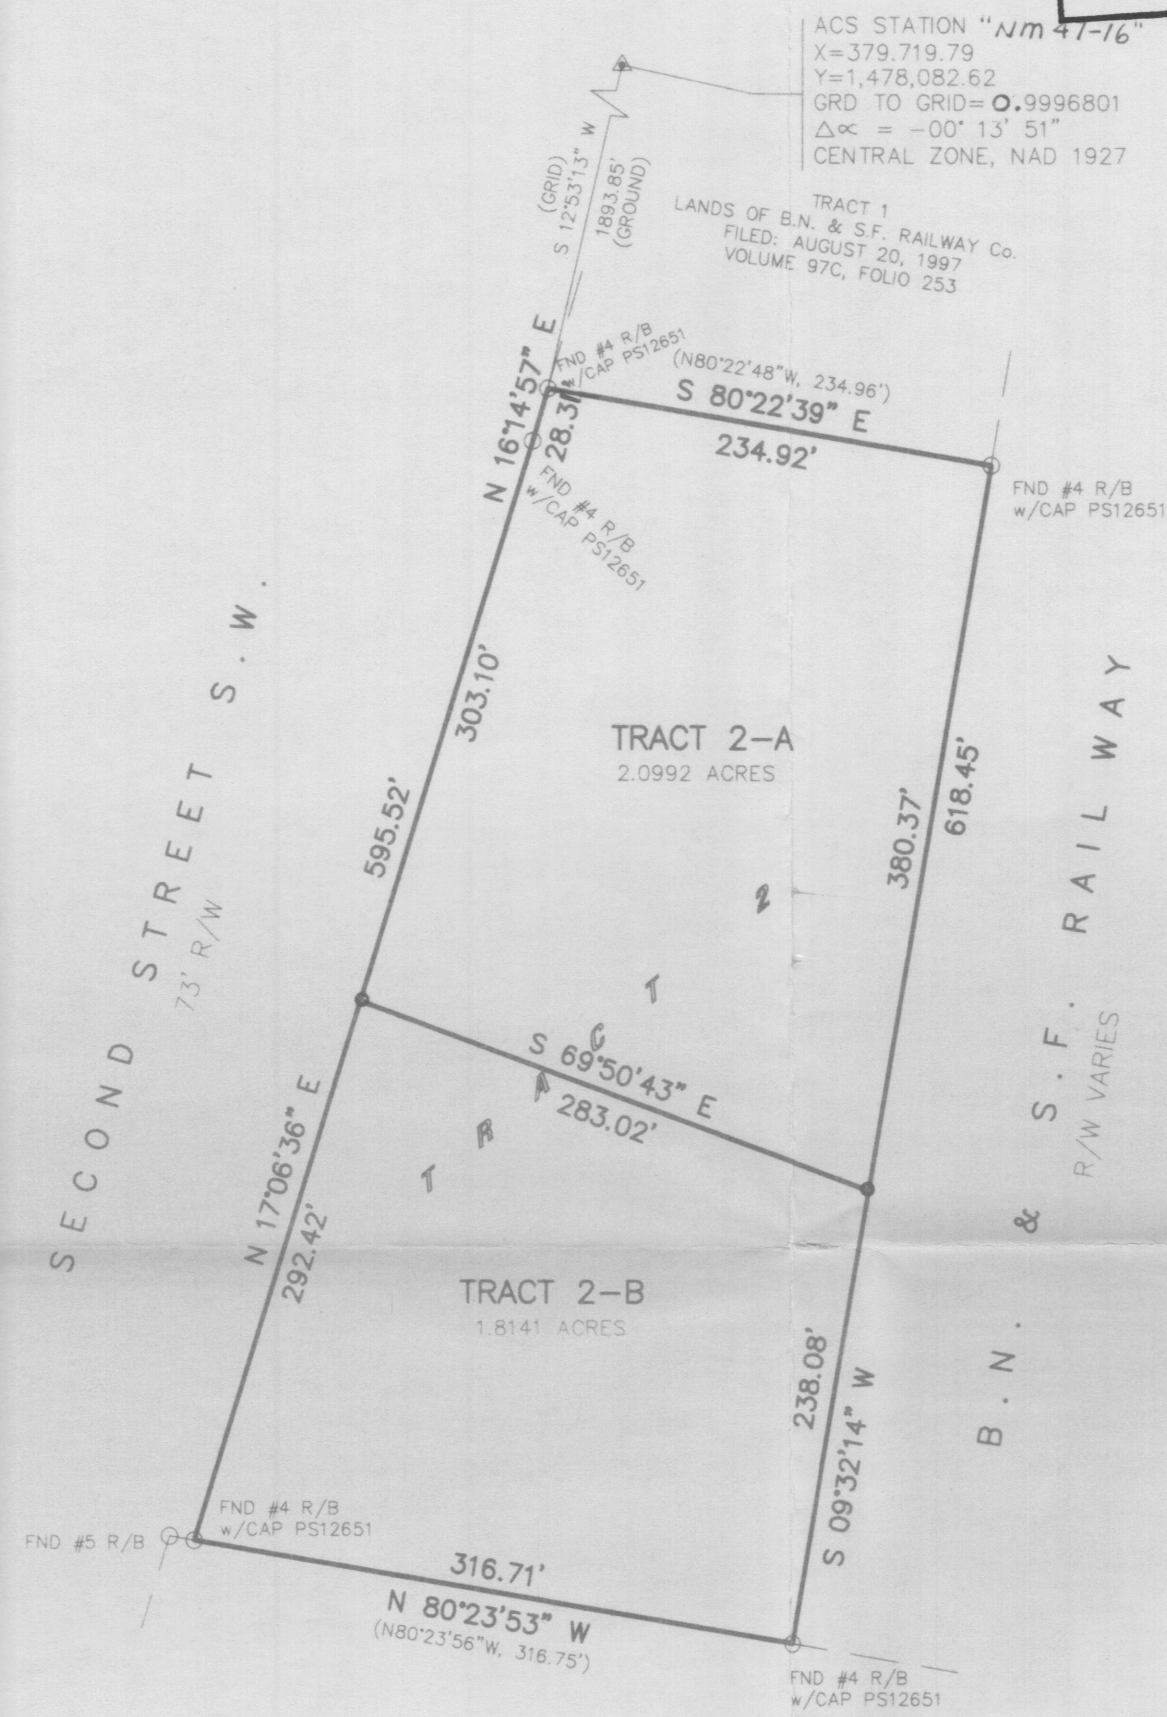 ACS STATION "NM 47-16"
X=379.719.79
Y=1,478,082.62
GRD TO GRID= 0.9996801
Δ∝ = -00° 13' 51"
CENTRAL ZONE, NAD 1927
(GRID)
S 12°53'13" W
1893.85'
(GROUND)
TRACT 1
LANDS OF B.N. & S.F. RAILWAY Co.
FILED: AUGUST 20, 1997
VOLUME 97C, FOLIO 253
FND #4 R/B
w/CAP PS12651
(N80°22'48"W, 234.96')
S 80°22'39" E
234.92'
N 16°14'57" E
FND #4 R/B
w/CAP PS12651
FND #4 R/B
w/CAP PS12651
303.10'
595.52'
TRACT 2-A
2.0992 ACRES
380.37'
618.45'
SECOND STREET S.W.
73' R/W
B.N. & S.F. RAILWAY
R/W VARIES
TRACT 2
S 69°50'43" E
283.02'
N 17°06'36" E
292.42'
TRACT 2-B
1.8141 ACRES
238.08'
S 09°32'14" W
FND #4 R/B
w/CAP PS12651
FND #5 R/B
316.71'
N 80°23'53" W
(N80°23'56"W, 316.75')
FND #4 R/B
w/CAP PS12651